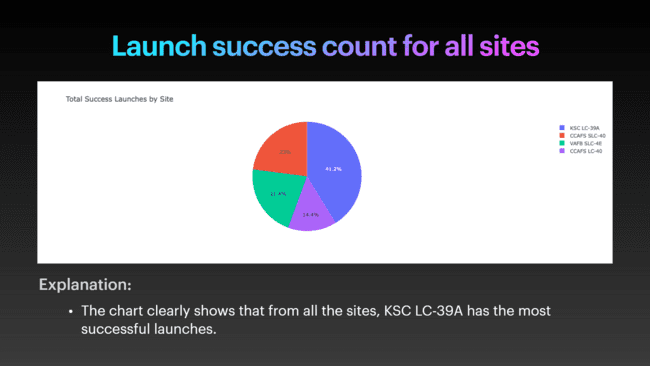 Launch success count for all sites
Total Success Launches by Site
KSC LC-39A
CCAFS SLC-40
VAFB SLC-4E
CCAFS LC-40
41.2%
14.4%
21.4%
23%
Explanation:
• The chart clearly shows that from all the sites, KSC LC-39A has the most
successful launches.